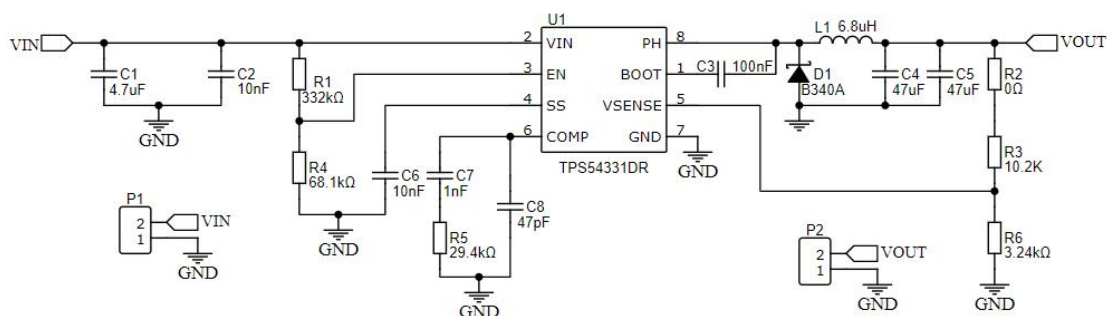 U1
TPS54331DR
2 VIN
3 EN
4 SS
6 COMP
PH 8
BOOT 1
VSENSE 5
GND 7
VIN
C1
4.7uF
C2
10nF
GND
R1
332kΩ
R4
68.1kΩ
GND
C6
10nF
C7
1nF
C8
47pF
R5
29.4kΩ
GND
GND
C3 100nF
D1
B340A
GND
L1 6.8uH
C4
47uF
C5
47uF
VOUT
R2
0Ω
R3
10.2K
R6
3.24kΩ
GND
P1
2
1
VIN
GND
P2
2
1
VOUT
GND